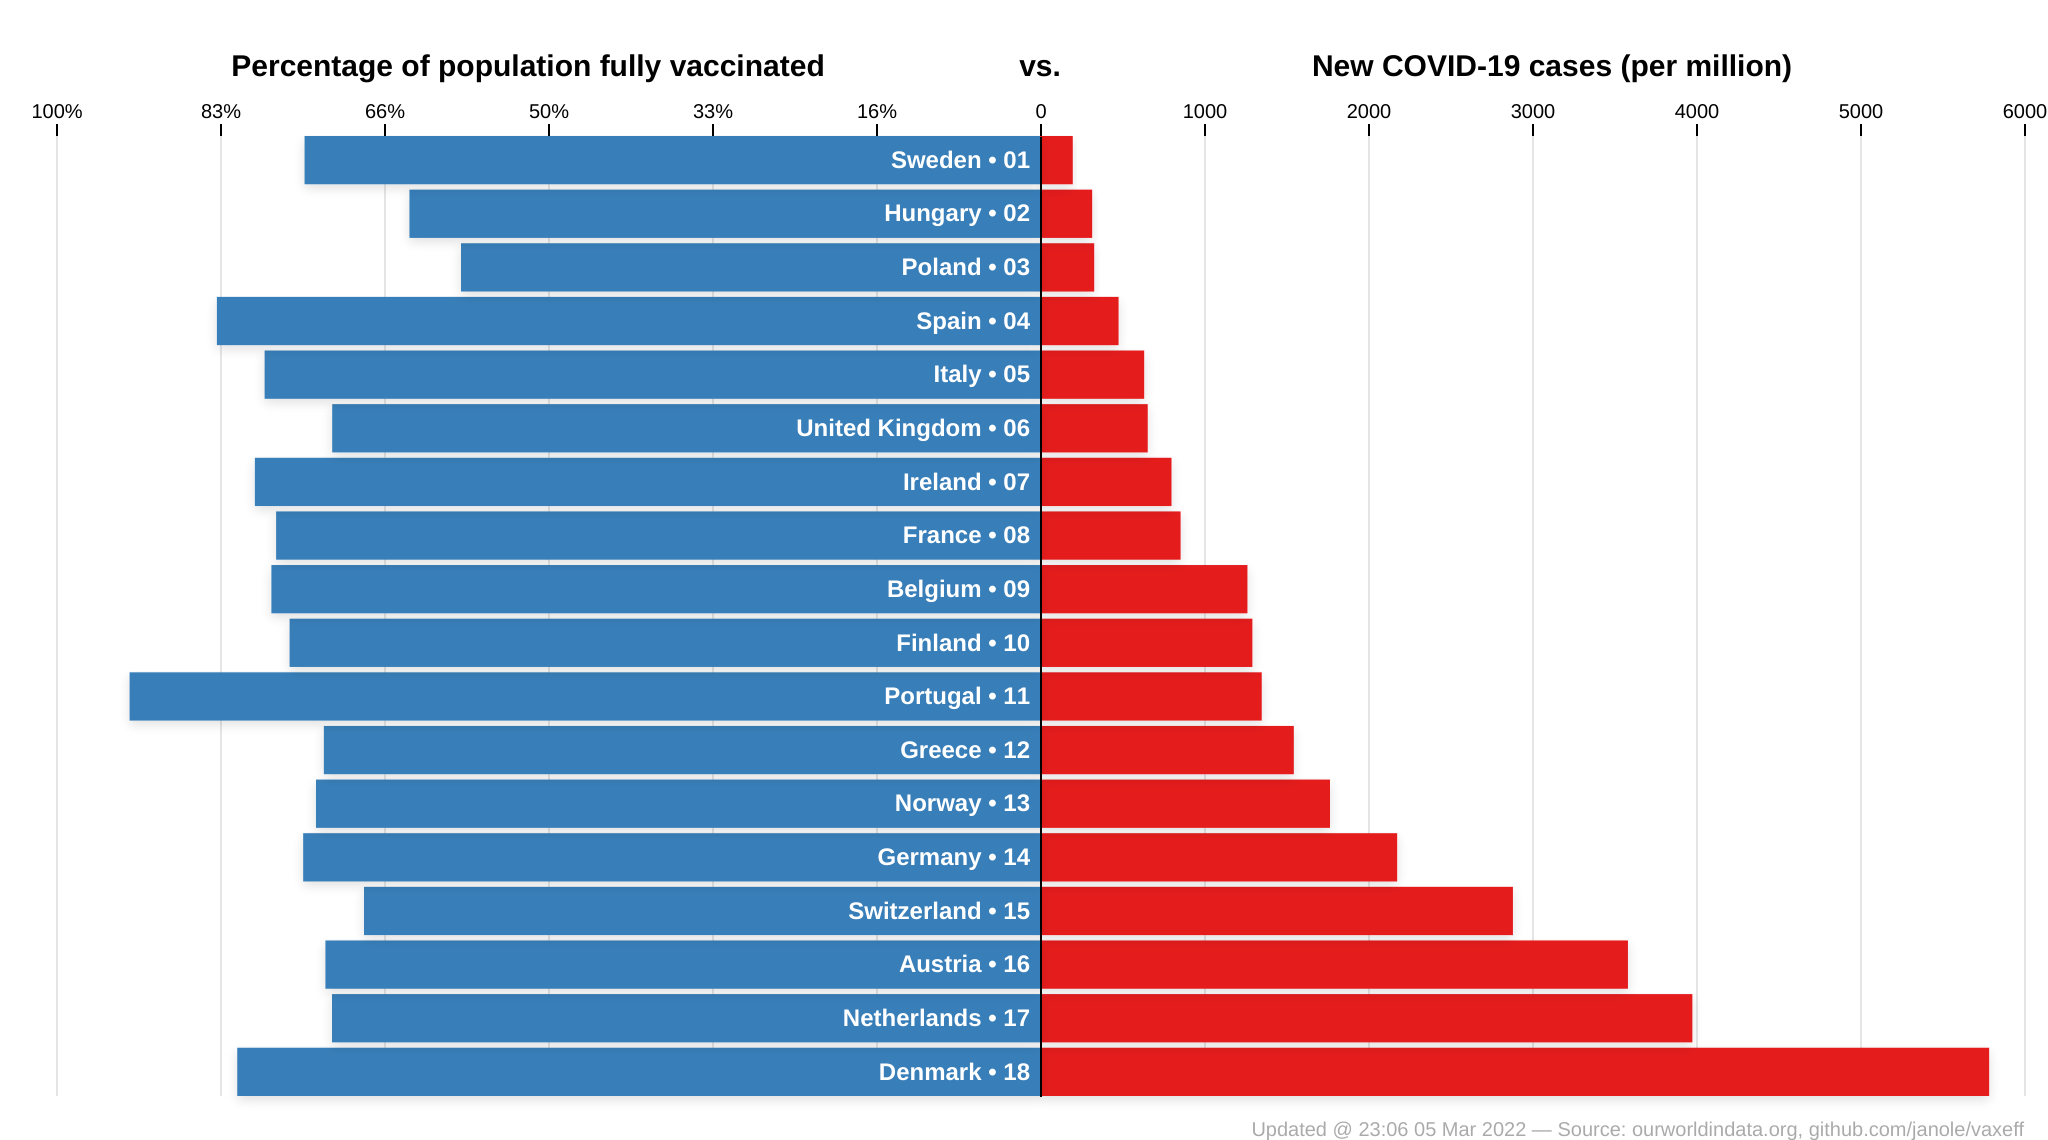 Percentage of population fully vaccinated vs. New COVID-19 cases (per million)
100% 83% 66% 50% 33% 16% 0 1000 2000 3000 4000 5000 6000
Sweden • 01
Hungary • 02
Poland • 03
Spain • 04
Italy • 05
United Kingdom • 06
Ireland • 07
France • 08
Belgium • 09
Finland • 10
Portugal • 11
Greece • 12
Norway • 13
Germany • 14
Switzerland • 15
Austria • 16
Netherlands • 17
Denmark • 18
Updated @ 23:06 05 Mar 2022 — Source: ourworldindata.org, github.com/janole/vaxeff